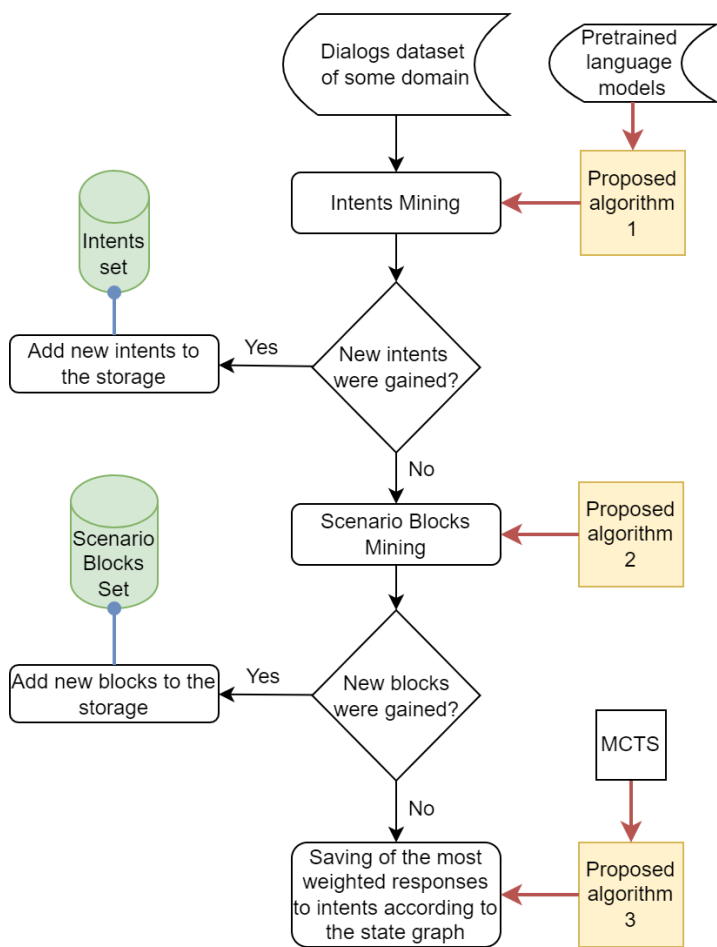 Dialogs dataset
of some domain
Pretrained
language
models
Intents Mining
Proposed
algorithm
1
Intents
set
Add new intents to
the storage
Yes
New intents
were gained?
No
Scenario Blocks
Mining
Proposed
algorithm
2
Scenario
Blocks
Set
Add new blocks to the
storage
Yes
New blocks
were gained?
MCTS
No
Saving of the most
weighted responses
to intents according to
the state graph
Proposed
algorithm
3